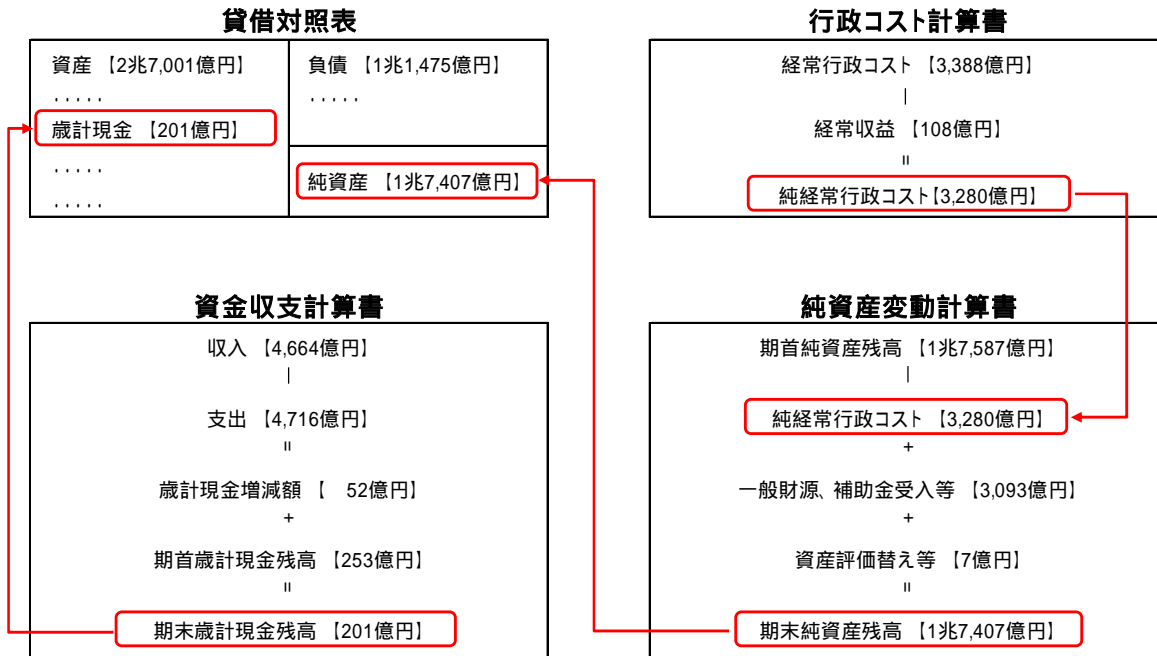 貸借対照表
資産 【2兆7,001億円】
.....
歳計現金 【201億円】
.....
.....
負債 【1兆1,475億円】
.....
純資産 【1兆7,407億円】
行政コスト計算書
経常行政コスト 【3,388億円】
|
経常収益 【108億円】
=
純経常行政コスト【3,280億円】
資金収支計算書
収入 【4,664億円】
|
支出 【4,716億円】
=
歳計現金増減額 【 52億円】
+
期首歳計現金残高 【253億円】
=
期末歳計現金残高 【201億円】
純資産変動計算書
期首純資産残高 【1兆7,587億円】
|
純経常行政コスト 【3,280億円】
+
一般財源、補助金受入等 【3,093億円】
+
資産評価替え等 【7億円】
=
期末純資産残高 【1兆7,407億円】